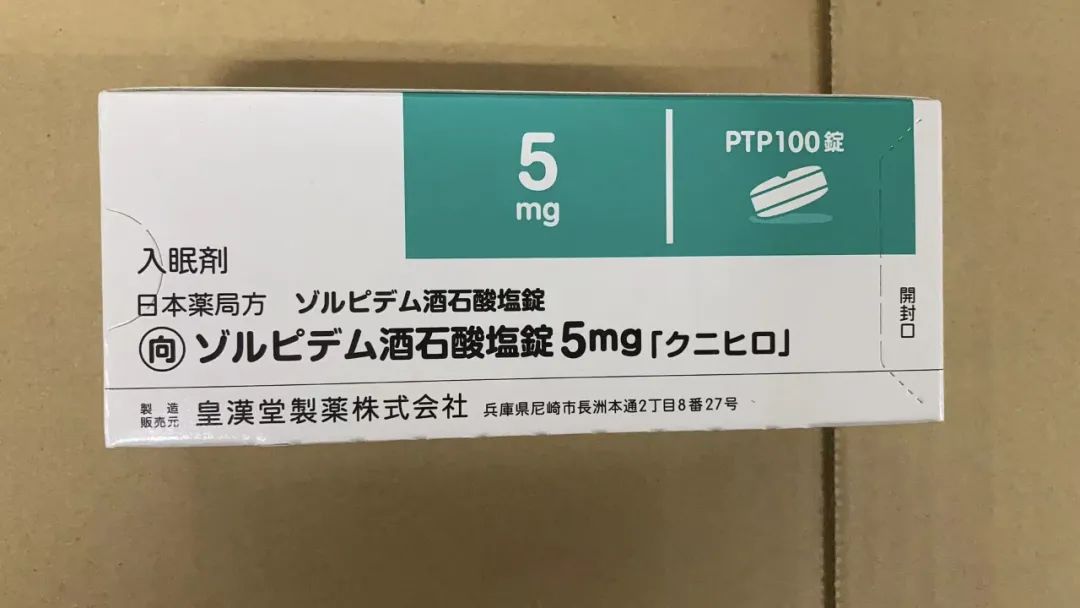 5
mg
PTP100錠
入眠剤
日本薬局方 ゾルピデム酒石酸塩錠
向 ゾルピデム酒石酸塩錠5mg「クニヒロ」
開封口
製造
販売元 皇漢堂製薬株式会社 兵庫県尼崎市長洲本通2丁目8番27号